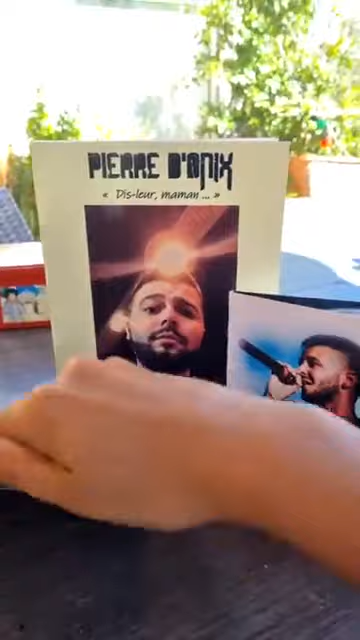 PIERRE D'ONIX
« Dis-leur, maman ... »